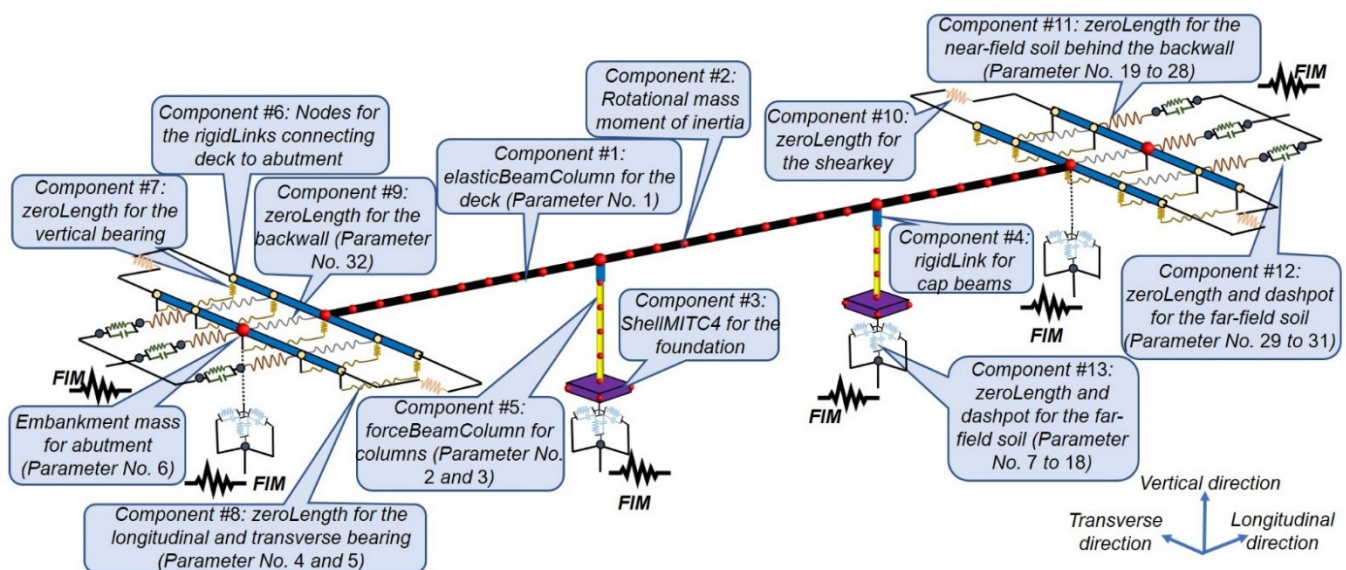 Component #11: zeroLength for the
near-field soil behind the backwall
(Parameter No. 19 to 28)
FIM
Component #2:
Rotational mass
moment of inertia
Component #6: Nodes for
the rigidLinks connecting
deck to abutment
Component #10:
zeroLength for
the shearkey
Component #1:
elasticBeamColumn for the
deck (Parameter No. 1)
Component #7:
zeroLength for the
vertical bearing
Component #9:
zeroLength for the
backwall (Parameter
No. 32)
Component #4:
rigidLink for
cap beams
Component #12:
zeroLength and dashpot
for the far-field soil
(Parameter No. 29 to 31)
FIM
Component #3:
ShellMITC4 for the
foundation
FIM
Component #13:
zeroLength and
dashpot for the far-
field soil (Parameter
No. 7 to 18)
FIM
Embankment mass
for abutment
(Parameter No. 6)
FIM
Component #5:
forceBeamColumn for
columns (Parameter No.
2 and 3)
FIM
Component #8: zeroLength for the
longitudinal and transverse bearing
(Parameter No. 4 and 5)
Vertical direction
Transverse
direction
Longitudinal
direction